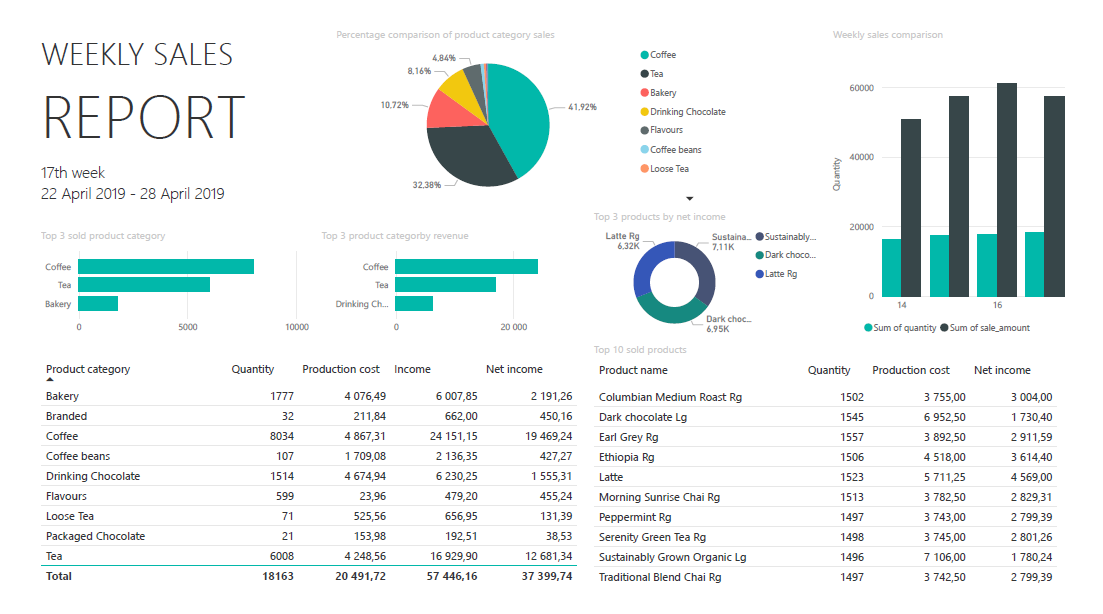 WEEKLY SALES
REPORT
17th week
22 April 2019 - 28 April 2019
Percentage comparison of product category sales
4,84%
8.16%
10,72%
41.92%
32,38%
Coffee
Tea
Bakery
Drinking Chocolate
Flavours
Coffee beans
Loose Tea
Weekly sales comparison
60000
40000
20000
0
Quantity
14 16
Sum of quantity Sum of sale_amount
Top 3 sold product category
Coffee
Tea
Bakery
0 5000 10000
Top 3 product categorby revenue
Coffee
Tea
Drinking Ch...
0 20 000
Top 3 products by net income
Latte Rg
6,32K
Sustaina...
7,11K
Dark choc...
6,95K
Sustainably...
Dark choco...
Latte Rg
Product category Quantity Production cost Income Net income
Bakery 1777 4 076,49 6 007,85 2 191,26
Branded 32 211,84 662,00 450,16
Coffee 8034 4 867,31 24 151,15 19 469,24
Coffee beans 107 1 709,08 2 136,35 427,27
Drinking Chocolate 1514 4 674,94 6 230,25 1 555,31
Flavours 599 23,96 479,20 455,24
Loose Tea 71 525,56 656,95 131,39
Packaged Chocolate 21 153,98 192,51 38,53
Tea 6008 4 248,56 16 929,90 12 681,34
Total 18163 20 491,72 57 446,16 37 399,74
Top 10 sold products
Product name Quantity Production cost Net income
Columbian Medium Roast Rg 1502 3 755,00 3 004,00
Dark chocolate Lg 1545 6 952,50 1 730,40
Earl Grey Rg 1557 3 892,50 2 911,59
Ethiopia Rg 1506 4 518,00 3 614,40
Latte 1523 5 711,25 4 569,00
Morning Sunrise Chai Rg 1513 3 782,50 2 829,31
Peppermint Rg 1497 3 743,00 2 799,39
Serenity Green Tea Rg 1498 3 745,00 2 801,26
Sustainably Grown Organic Lg 1496 7 106,00 1 780,24
Traditional Blend Chai Rg 1497 3 742,50 2 799,39